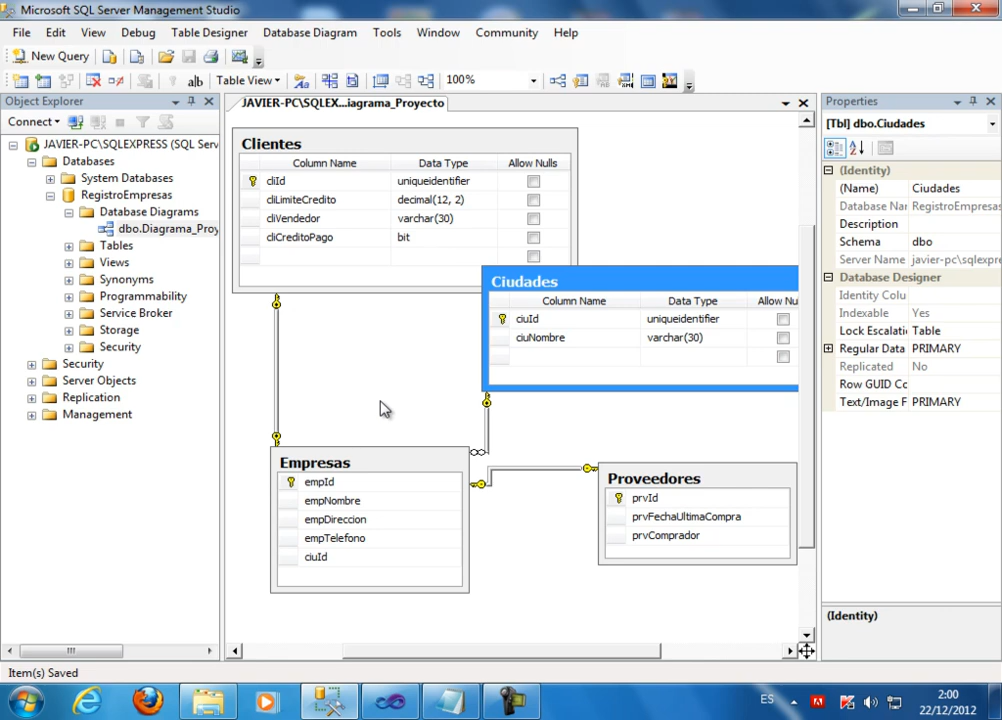 Microsoft SQL Server Management Studio
File Edit View Debug Table Designer Database Diagram Tools Window Community Help
New Query
ab Table View 100%
Object Explorer
Connect
JAVIER-PC\SQLEXPRESS (SQL Serv
Databases
System Databases
RegistroEmpresas
Database Diagrams
dbo.Diagrama_Proy
Tables
Views
Synonyms
Programmability
Service Broker
Storage
Security
Security
Server Objects
Replication
Management
JAVIER-PC\SQLEX...iagrama_Proyecto
Clientes
Column Name Data Type Allow Nulls
cliId uniqueidentifier
cliLimiteCredito decimal(12, 2)
cliVendedor varchar(30)
cliCreditoPago bit
Ciudades
Column Name Data Type Allow Nu
ciuId uniqueidentifier
ciuNombre varchar(30)
Empresas
empId
empNombre
empDireccion
empTelefono
ciuId
Proveedores
prvId
prvFechaUltimaCompra
prvComprador
Properties
[Tbl] dbo.Ciudades
(Identity)
(Name) Ciudades
Database Nar RegistroEmpresas
Description
Schema dbo
Server Name javier-pc\sqlexpre
Database Designer
Identity Colu
Indexable Yes
Lock Escalati Table
Regular Data PRIMARY
Replicated No
Row GUID Co
Text/Image F PRIMARY
(Identity)
Item(s) Saved
ES
2:00
22/12/2012